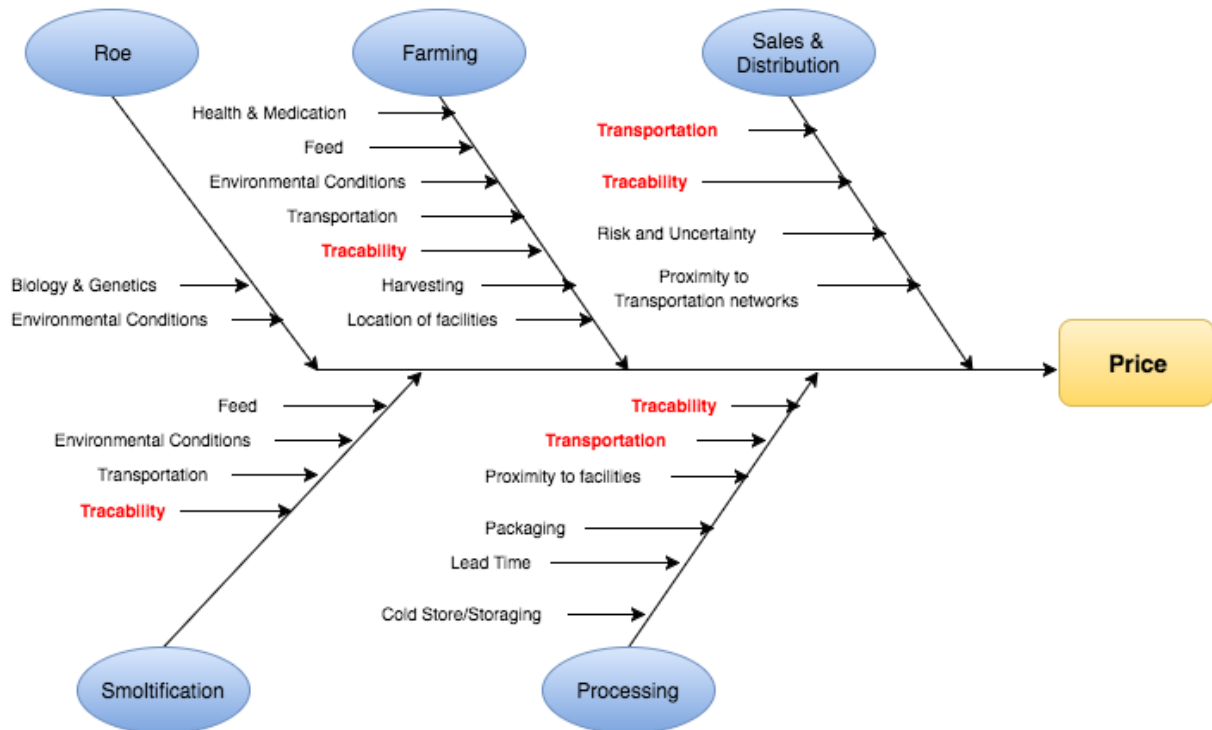 Roe
Farming
Sales &
Distribution
Health & Medication
Feed
Environmental Conditions
Transportation
Tracability
Harvesting
Location of facilities
Transportation
Tracability
Risk and Uncertainty
Proximity to
Transportation networks
Biology & Genetics
Environmental Conditions
Price
Feed
Environmental Conditions
Transportation
Tracability
Tracability
Transportation
Proximity to facilities
Packaging
Lead Time
Cold Store/Storaging
Smoltification
Processing